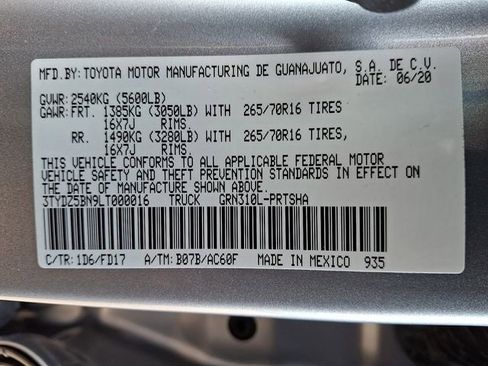 MFD.BY:TOYOTA MOTOR MANUFACTURING DE GUANAJUATO, S.A. DE C.V.
DATE: 06/20
GVWR:2540KG (5600LB)
GAWR:FRT. 1385KG (3050LB) WITH 265/70R16 TIRES
16X7J RIMS.
RR. 1490KG (3280LB) WITH 265/70R16 TIRES,
16X7J RIMS.
THIS VEHICLE CONFORMS TO ALL APPLICABLE FEDERAL MOTOR
VEHICLE SAFETY AND THEFT PREVENTION STANDARDS IN EFFECT ON
THE DATE OF MANUFACTURE SHOWN ABOVE.
3TYDZ5BN9LT000016 TRUCK GRN310L-PRTSHA
C/TR:1D6/FD17 A/TM:B07B/AC60F MADE IN MEXICO 935